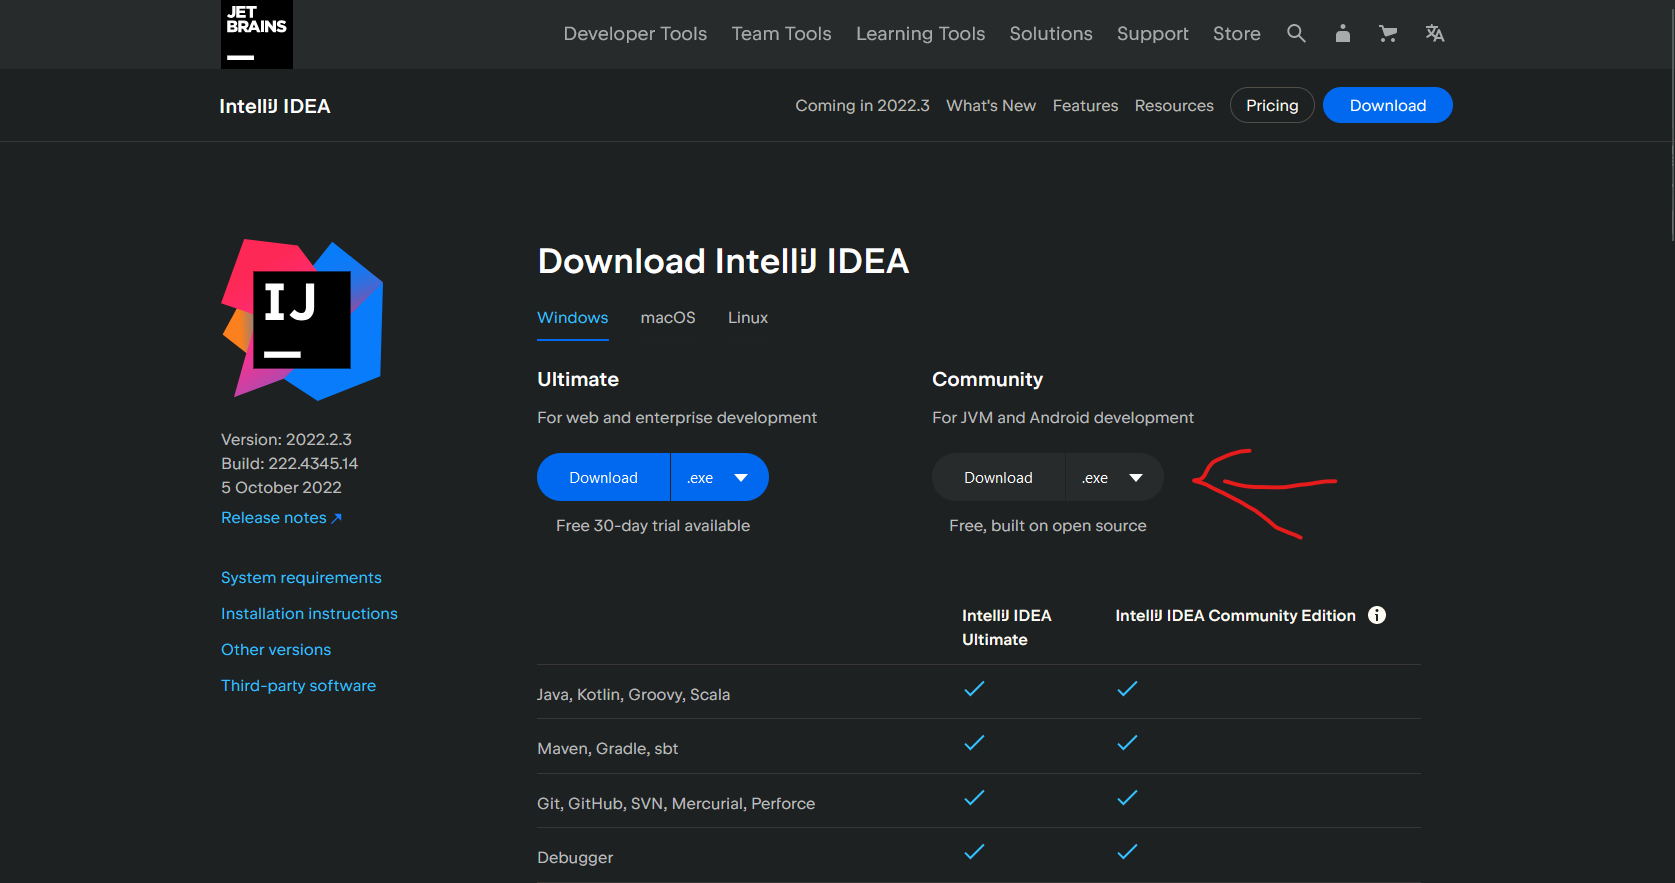 JET
BRAINS
Developer Tools Team Tools Learning Tools Solutions Support Store
IntelliJ IDEA
Coming in 2022.3 What's New Features Resources Pricing Download
IJ
Version: 2022.2.3
Build: 222.4345.14
5 October 2022
Release notes
System requirements
Installation instructions
Other versions
Third-party software
Download IntelliJ IDEA
Windows macOS Linux
Ultimate
For web and enterprise development
Download .exe
Free 30-day trial available
Community
For JVM and Android development
Download .exe
Free, built on open source
IntelliJ IDEA
Ultimate
IntelliJ IDEA Community Edition
Java, Kotlin, Groovy, Scala
Maven, Gradle, sbt
Git, GitHub, SVN, Mercurial, Perforce
Debugger